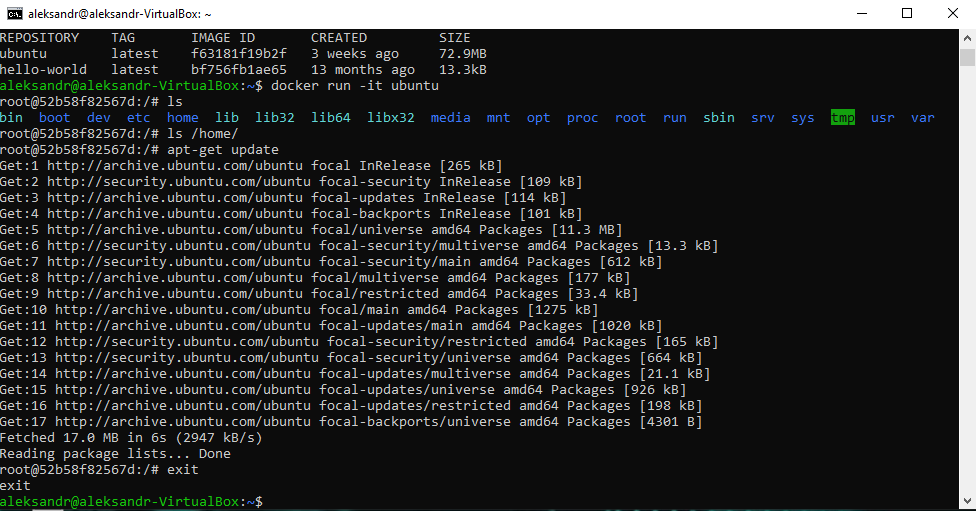 aleksandr@aleksandr-VirtualBox: ~
REPOSITORY    TAG       IMAGE ID       CREATED         SIZE
ubuntu        latest    f63181f19b2f   3 weeks ago     72.9MB
hello-world   latest    bf756fb1ae65   13 months ago   13.3kB
aleksandr@aleksandr-VirtualBox:~$ docker run -it ubuntu
root@52b58f82567d:/# ls
bin  boot  dev  etc  home  lib  lib32  lib64  libx32  media  mnt  opt  proc  root  run  sbin  srv  sys  tmp  usr  var
root@52b58f82567d:/# ls /home/
root@52b58f82567d:/# apt-get update
Get:1 http://archive.ubuntu.com/ubuntu focal InRelease [265 kB]
Get:2 http://security.ubuntu.com/ubuntu focal-security InRelease [109 kB]
Get:3 http://archive.ubuntu.com/ubuntu focal-updates InRelease [114 kB]
Get:4 http://archive.ubuntu.com/ubuntu focal-backports InRelease [101 kB]
Get:5 http://archive.ubuntu.com/ubuntu focal/universe amd64 Packages [11.3 MB]
Get:6 http://security.ubuntu.com/ubuntu focal-security/multiverse amd64 Packages [13.3 kB]
Get:7 http://security.ubuntu.com/ubuntu focal-security/main amd64 Packages [612 kB]
Get:8 http://archive.ubuntu.com/ubuntu focal/multiverse amd64 Packages [177 kB]
Get:9 http://archive.ubuntu.com/ubuntu focal/restricted amd64 Packages [33.4 kB]
Get:10 http://archive.ubuntu.com/ubuntu focal/main amd64 Packages [1275 kB]
Get:11 http://archive.ubuntu.com/ubuntu focal-updates/main amd64 Packages [1020 kB]
Get:12 http://security.ubuntu.com/ubuntu focal-security/restricted amd64 Packages [165 kB]
Get:13 http://security.ubuntu.com/ubuntu focal-security/universe amd64 Packages [664 kB]
Get:14 http://archive.ubuntu.com/ubuntu focal-updates/multiverse amd64 Packages [21.1 kB]
Get:15 http://archive.ubuntu.com/ubuntu focal-updates/universe amd64 Packages [926 kB]
Get:16 http://archive.ubuntu.com/ubuntu focal-updates/restricted amd64 Packages [198 kB]
Get:17 http://archive.ubuntu.com/ubuntu focal-backports/universe amd64 Packages [4301 B]
Fetched 17.0 MB in 6s (2947 kB/s)
Reading package lists... Done
root@52b58f82567d:/# exit
exit
aleksandr@aleksandr-VirtualBox:~$